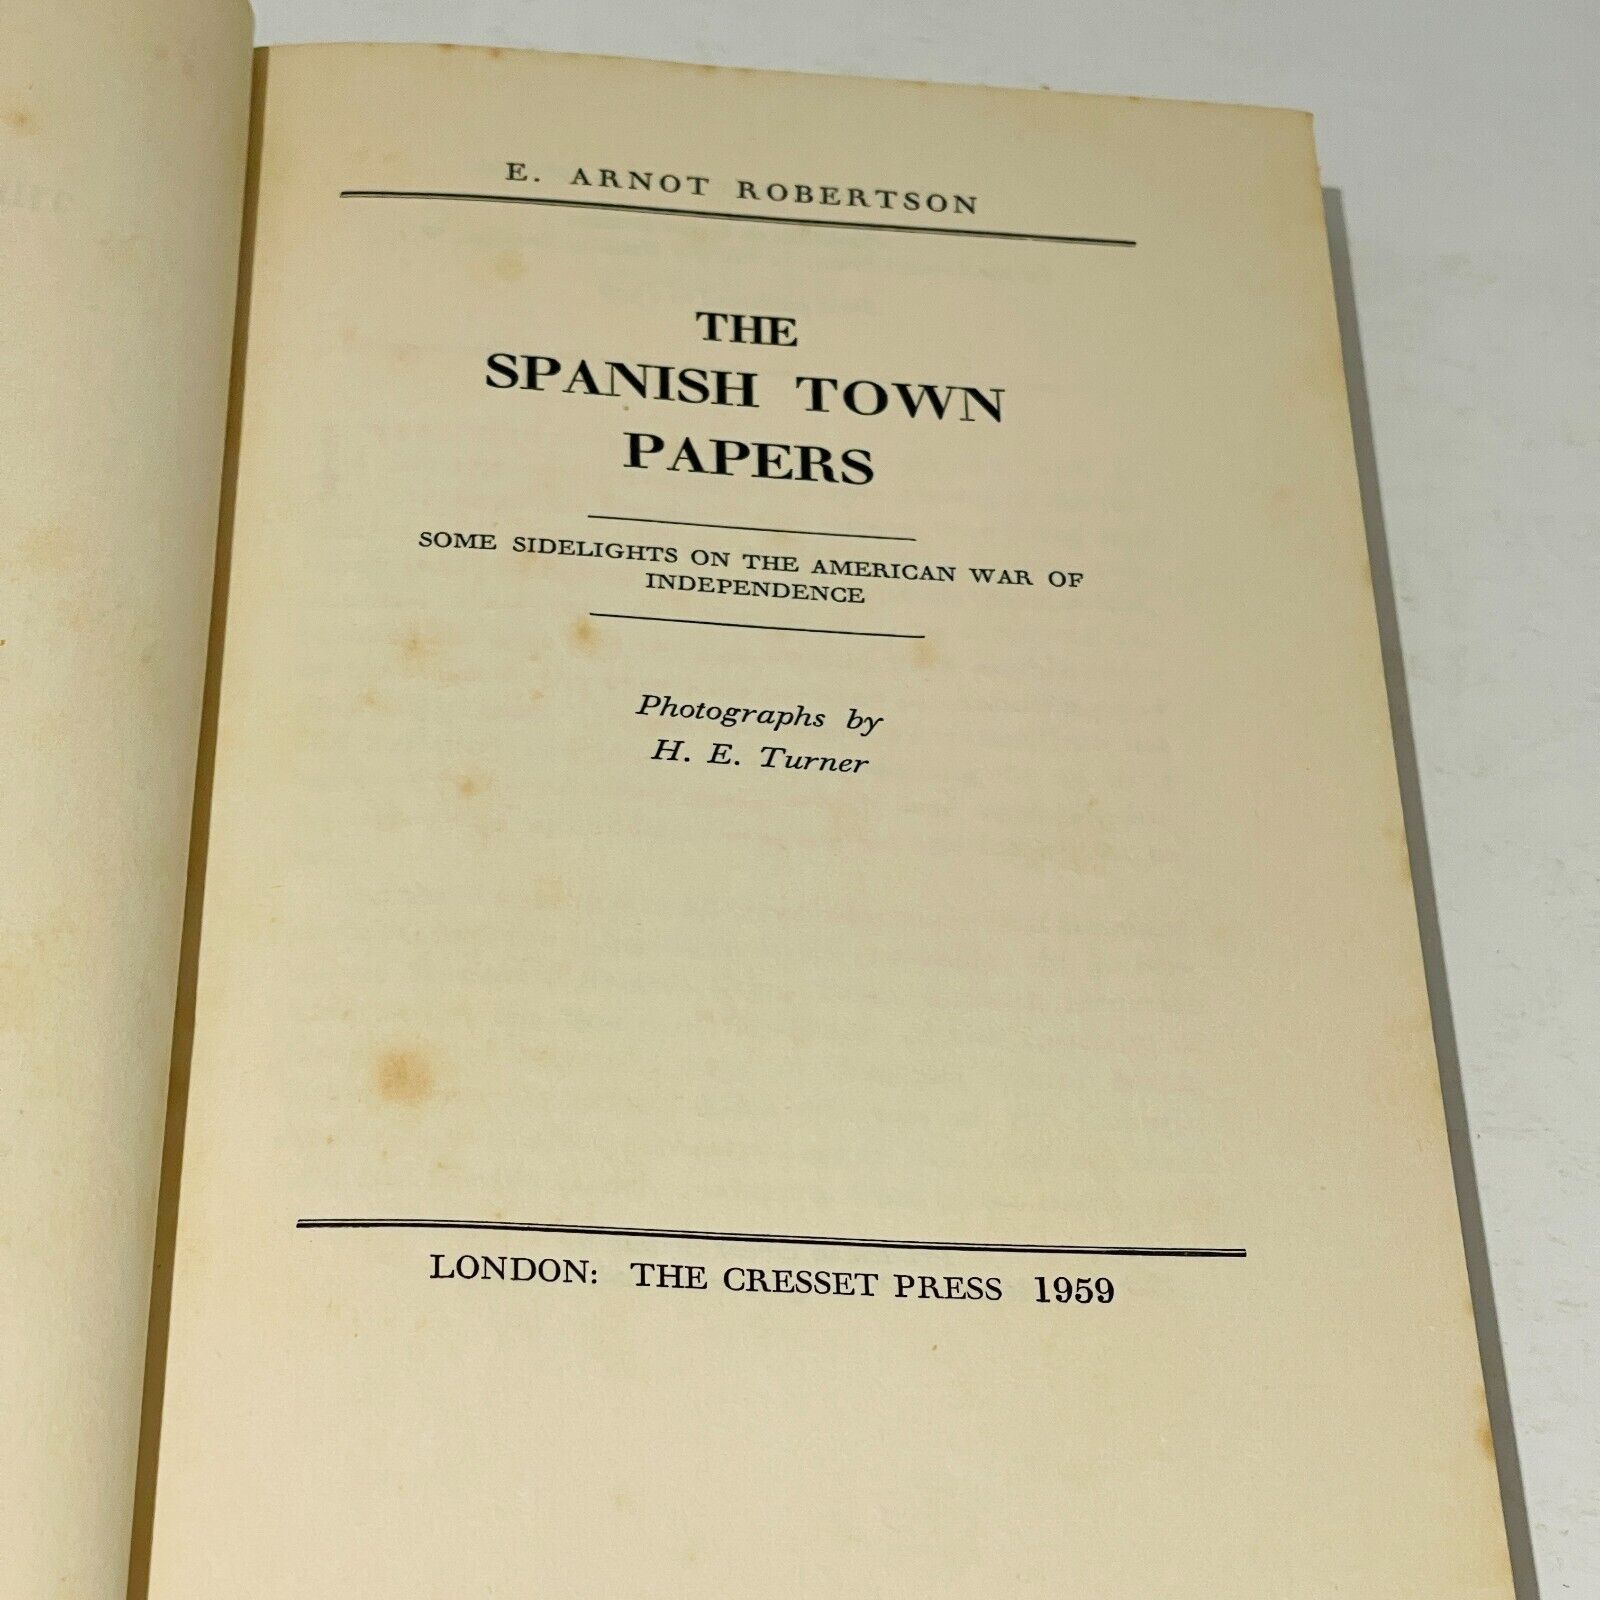 E. ARNOT ROBERTSON
THE
SPANISH TOWN
PAPERS
SOME SIDELIGHTS ON THE AMERICAN WAR OF
INDEPENDENCE
Photographs by
H. E. Turner
LONDON: THE CRESSET PRESS 1959